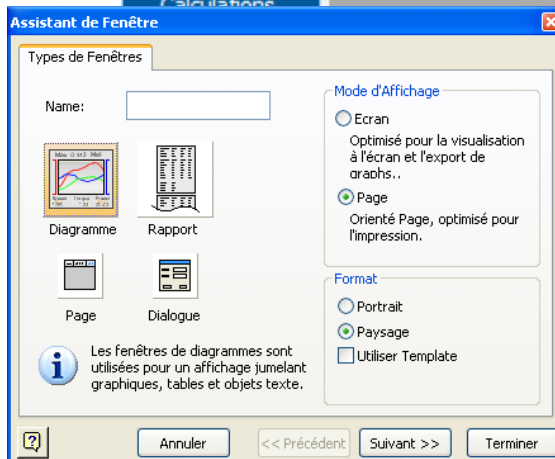 Calculations
Assistant de Fenêtre
Types de Fenêtres
Name:
Diagramme
Rapport
Page
Dialogue
Les fenêtres de diagrammes sont
utilisées pour un affichage jumelant
graphiques, tables et objets texte.
Mode d'Affichage
Ecran
Optimisé pour la visualisation
à l'écran et l'export de
graphs..
Page
Orienté Page, optimisé pour
l'impression.
Format
Portrait
Paysage
Utiliser Template
Annuler
<< Précédent
Suivant >>
Terminer